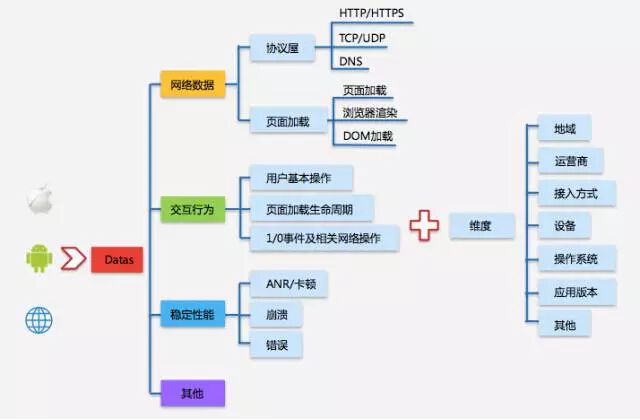 Datas
网络数据
协议屋
HTTP/HTTPS
TCP/UDP
DNS
页面加载
页面加载
浏览器渲染
DOM加载
交互行为
用户基本操作
页面加载生命周期
1/0事件及相关网络操作
稳定性能
ANR/卡顿
崩溃
错误
其他
维度
地域
运营商
接入方式
设备
操作系统
应用版本
其他